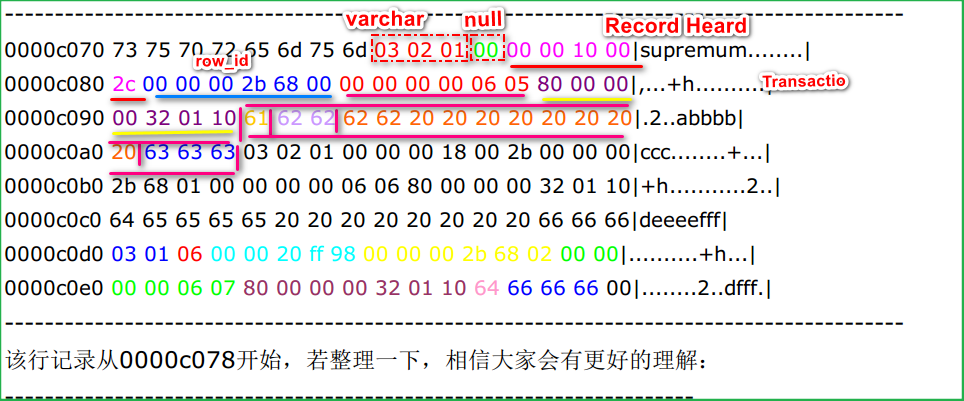 varchar null Record Heard
0000c070 73 75 70 72 65 6d 75 6d 03 02 01 00 00 00 10 00|supremum........|
row_id
0000c080 2c 00 00 00 2b 68 00 00 00 00 00 06 05 80 00 00|,...+h..........|
Transactio
0000c090 00 32 01 10 61 62 62 62 62 20 20 20 20 20 20 20|.2..abbbb|
0000c0a0 20 63 63 63 03 02 01 00 00 00 18 00 2b 00 00 00|ccc........+...|
0000c0b0 2b 68 01 00 00 00 00 06 06 80 00 00 00 32 01 10|+h...........2..|
0000c0c0 64 65 65 65 65 20 20 20 20 20 20 20 20 66 66 66|deeeefff|
0000c0d0 03 01 06 00 00 20 ff 98 00 00 00 2b 68 02 00 00|..........+h...|
0000c0e0 00 00 06 07 80 00 00 00 32 01 10 64 66 66 66 00|........2..dfff.|
该行记录从0000c078开始，若整理一下，相信大家会有更好的理解：